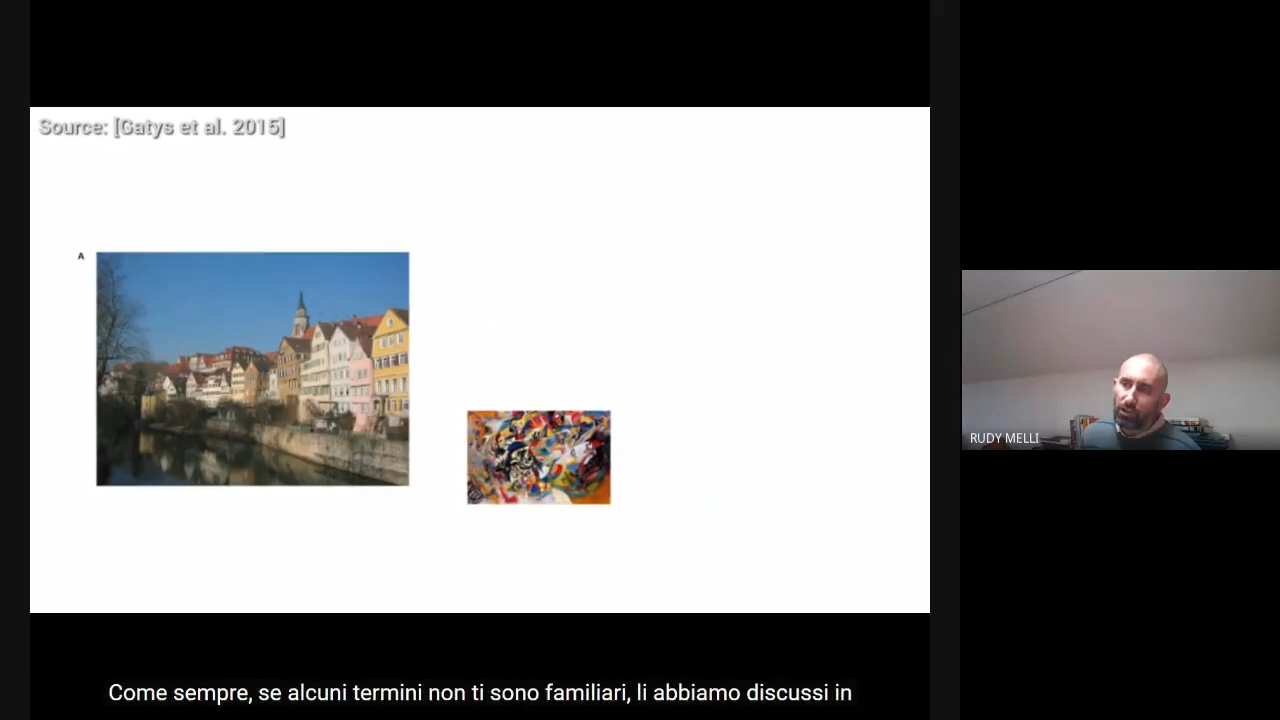 Source: [Gatys et al. 2015]
A
RUDY MELLI
Come sempre, se alcuni termini non ti sono familiari, li abbiamo discussi in